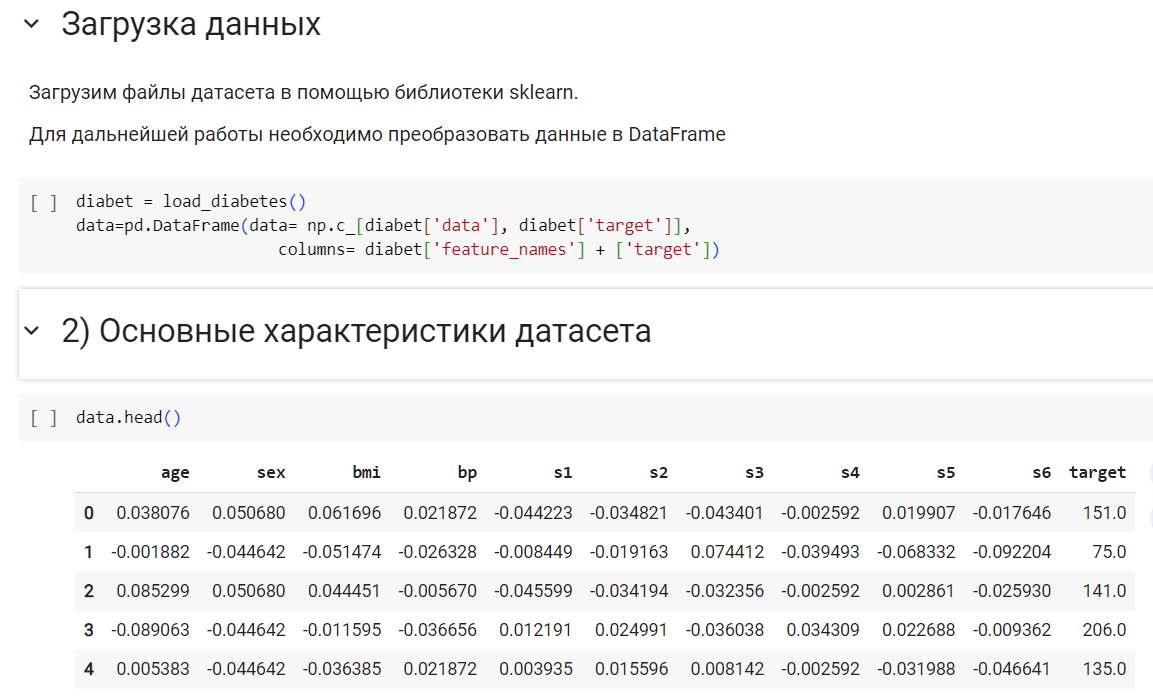 Загрузка данных
Загрузим файлы датасета в помощью библиотеки sklearn.
Для дальнейшей работы необходимо преобразовать данные в DataFrame
[ ] diabet = load_diabetes()
data=pd.DataFrame(data= np.c_[diabet['data'], diabet['target']],
columns= diabet['feature_names'] + ['target'])
2) Основные характеристики датасета
[ ] data.head()
age sex bmi bp s1 s2 s3 s4 s5 s6 target
0 0.038076 0.050680 0.061696 0.021872 -0.044223 -0.034821 -0.043401 -0.002592 0.019907 -0.017646 151.0
1 -0.001882 -0.044642 -0.051474 -0.026328 -0.008449 -0.019163 0.074412 -0.039493 -0.068332 -0.092204 75.0
2 0.085299 0.050680 0.044451 -0.005670 -0.045599 -0.034194 -0.032356 -0.002592 0.002861 -0.025930 141.0
3 -0.089063 -0.044642 -0.011595 -0.036656 0.012191 0.024991 -0.036038 0.034309 0.022688 -0.009362 206.0
4 0.005383 -0.044642 -0.036385 0.021872 0.003935 0.015596 0.008142 -0.002592 -0.031988 -0.046641 135.0